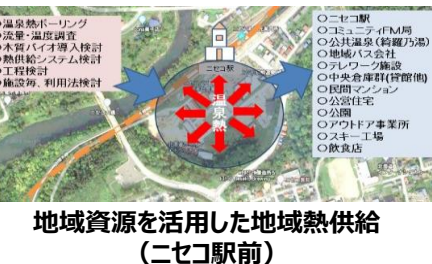 ○温泉熱ボーリング
○流量・温度調査
○木質バイオ導入検討
○熱供給システム検討
○工程検討
○施設毎、利用法検討
○ニセコ駅
○コミュニティFM局
○公共温泉(綺羅乃湯)
○地域バス会社
○テレワーク施設
○中央倉庫群(貸館他)
○民間マンション
○公営住宅
○公園
○アウトドア事業所
○スキー工場
○飲食店
ニセコ駅
温泉熱
地域資源を活用した地域熱供給
(ニセコ駅前)